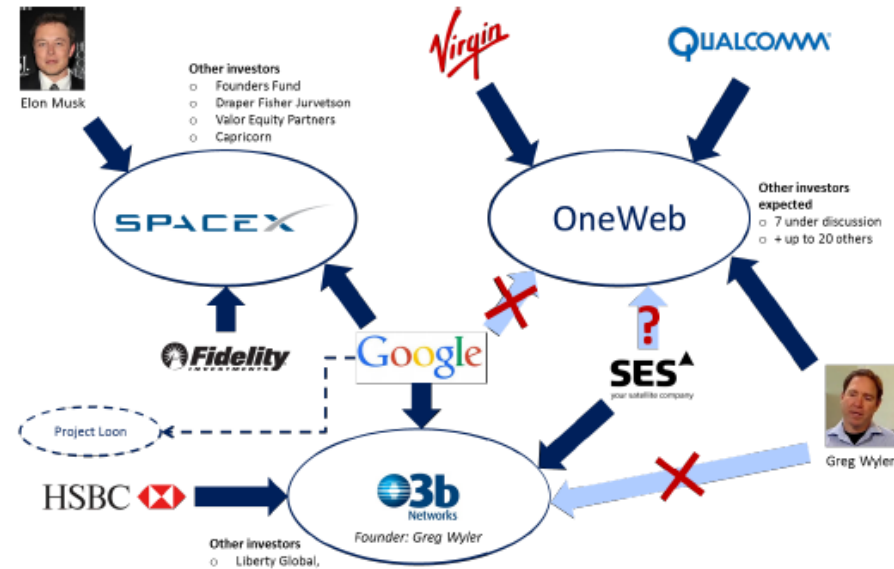 Elon Musk
Other investors
o Founders Fund
o Draper Fisher Jurvetson
o Valor Equity Partners
o Capricorn
Virgin
QUALCOMM
SPACEX
OneWeb
Other investors
expected
o 7 under discussion
o + up to 20 others
Fidelity
INVESTMENTS
Google
?
SES
your satellite company
Project Loon
Greg Wyler
HSBC
O3b
Networks
Founder: Greg Wyler
Other investors
o Liberty Global,